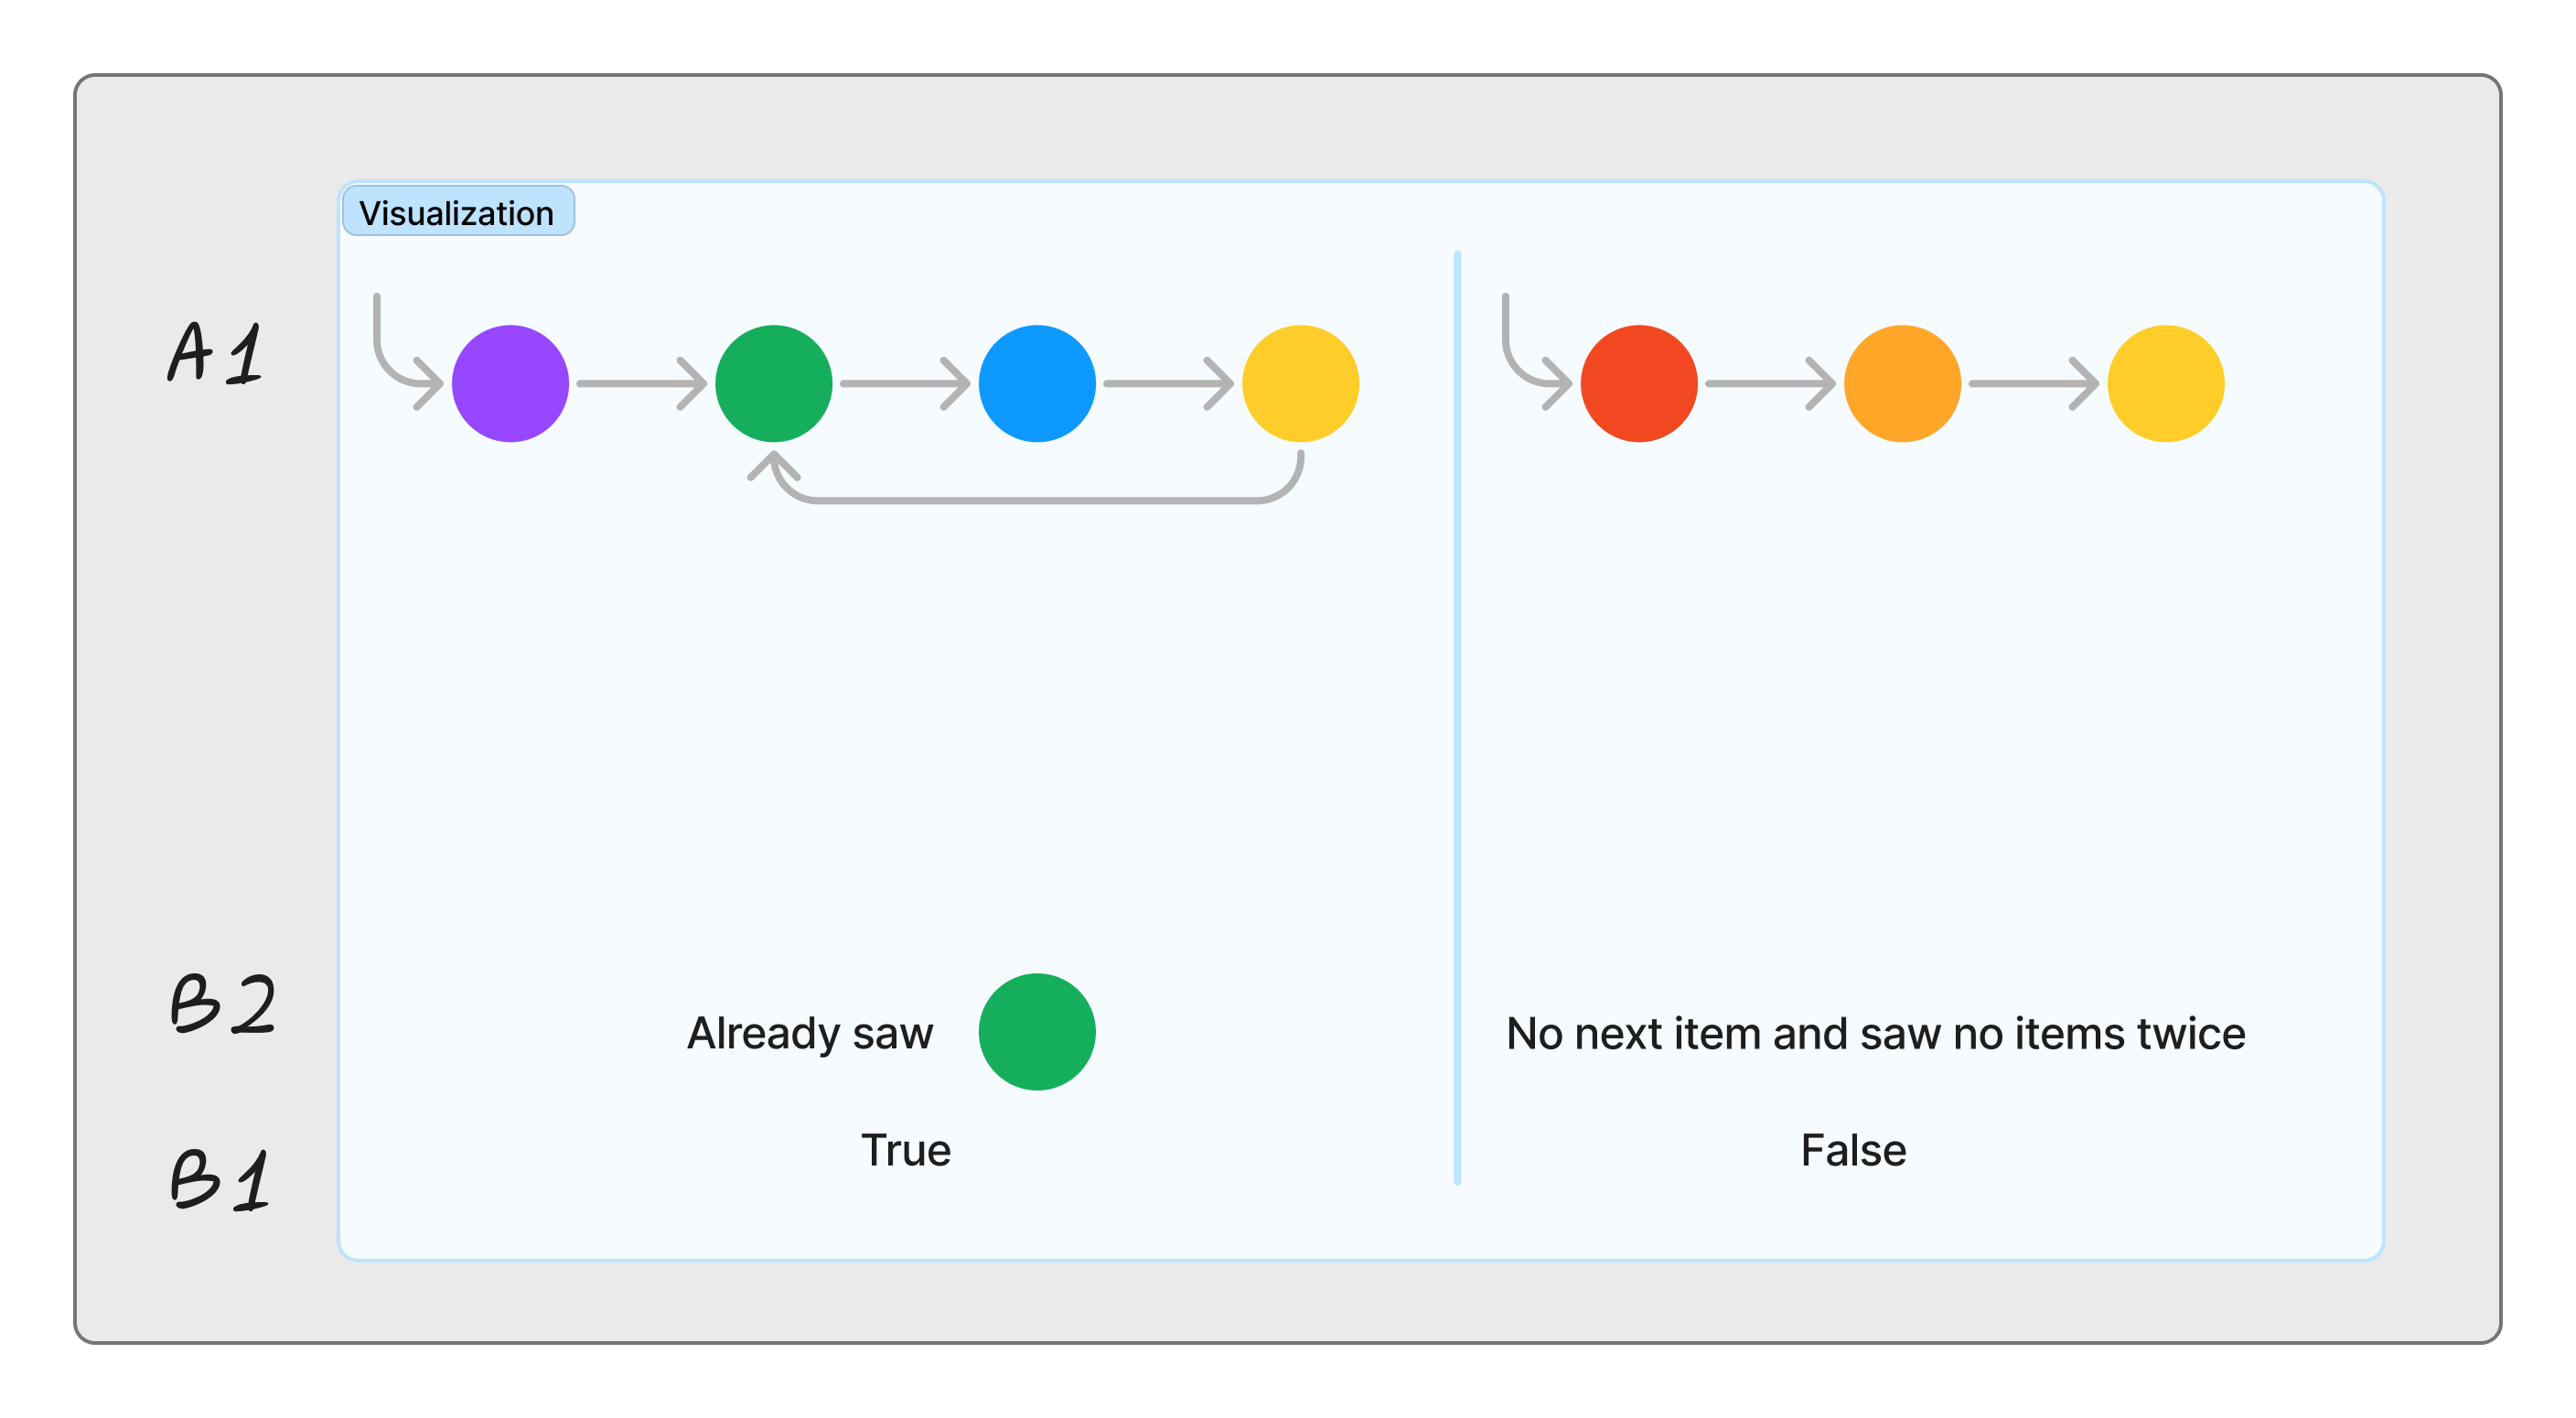 Visualization
A1
B2
Already saw
No next item and saw no items twice
B1
True
False